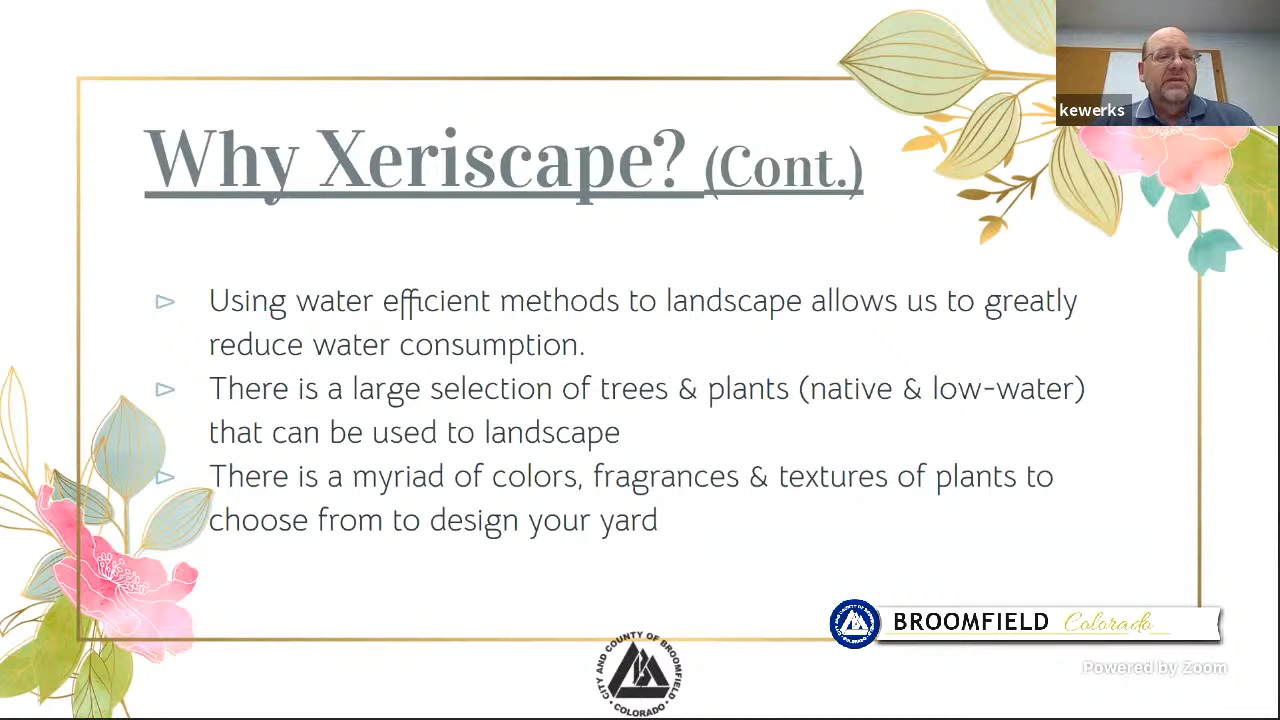 kewerks
Why Xeriscape? (Cont.)
Using water efficient methods to landscape allows us to greatly
reduce water consumption.
There is a large selection of trees & plants (native & low-water)
that can be used to landscape
There is a myriad of colors, fragrances & textures of plants to
choose from to design your yard
BROOMFIELD Colorado
Powered by Zoom
CITY AND COUNTY OF BROOMFIELD
COLORADO